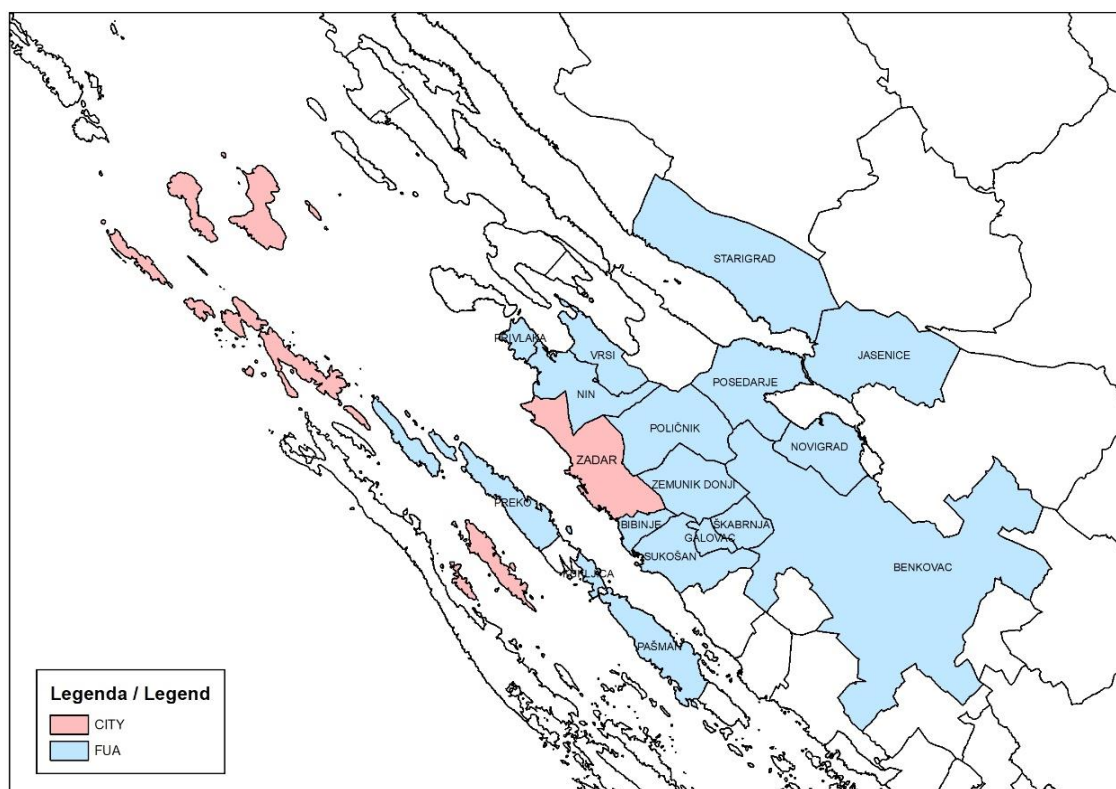 STARIGRAD
PRIVLAKA
VRSI
JASENICE
NIN
POSEDARJE
POLIČNIK
NOVIGRAD
ZADAR
ZEMUNIK DONJI
PREKO
BIBINJE
ŠKABRNJA
GALOVAC
SUKOŠAN
BENKOVAC
PAŠMAN
Legenda / Legend
CITY
FUA